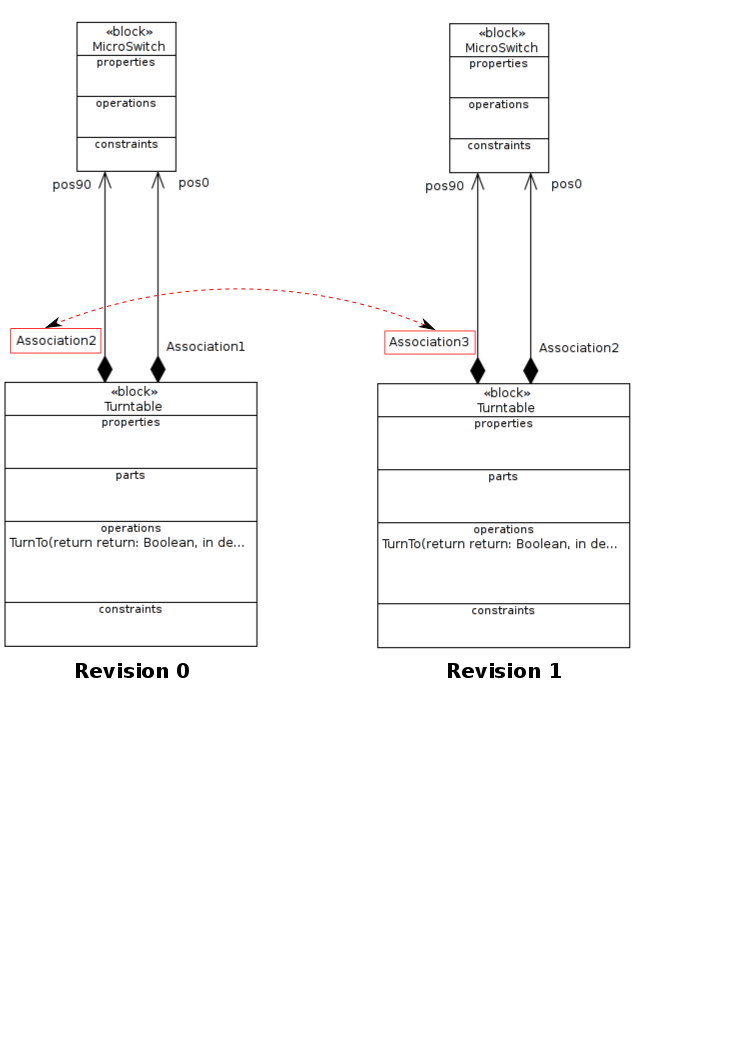 «block»
MicroSwitch
properties
operations
constraints
pos90
pos0
Association2
Association1
«block»
Turntable
properties
parts
operations
TurnTo(return return: Boolean, in de...
constraints
Revision 0
«block»
MicroSwitch
properties
operations
constraints
pos90
pos0
Association3
Association2
«block»
Turntable
properties
parts
operations
TurnTo(return return: Boolean, in de...
constraints
Revision 1